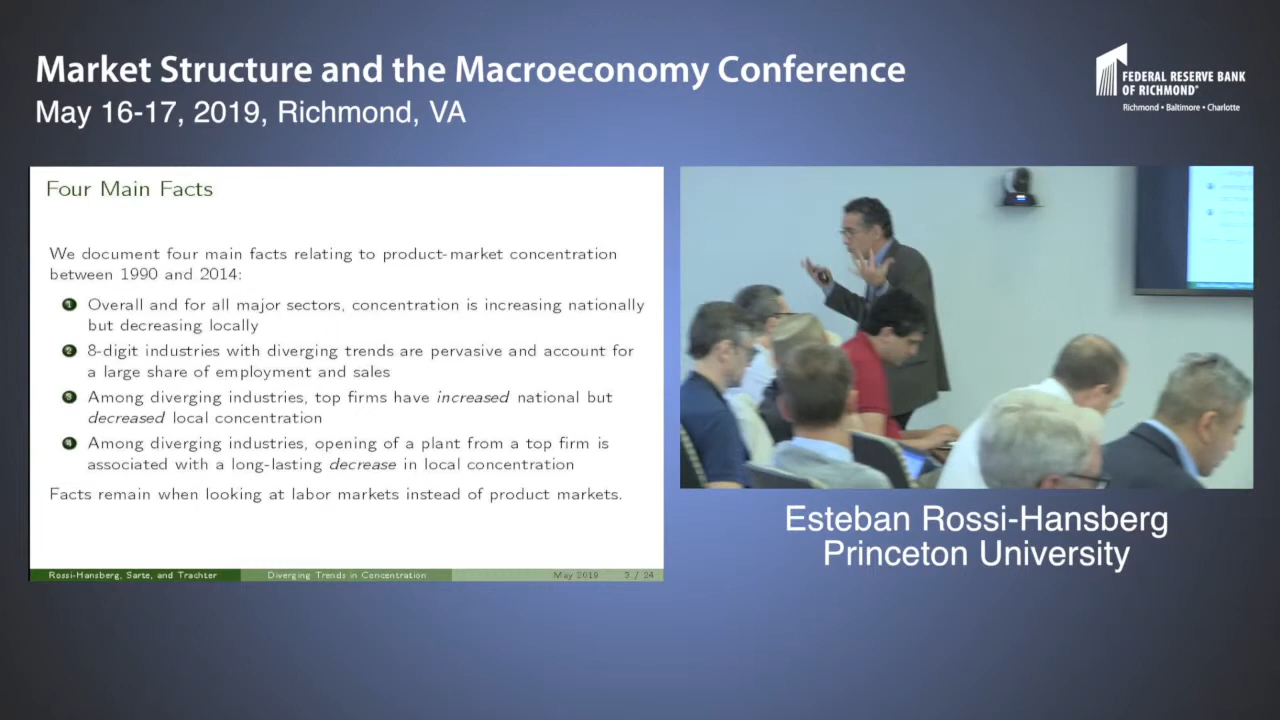 Market Structure and the Macroeconomy Conference
May 16-17, 2019, Richmond, VA
FEDERAL RESERVE BANK
OF RICHMOND®
Richmond • Baltimore • Charlotte
Four Main Facts
We document four main facts relating to product-market concentration
between 1990 and 2014:
1 Overall and for all major sectors, concentration is increasing nationally
but decreasing locally
2 8-digit industries with diverging trends are pervasive and account for
a large share of employment and sales
3 Among diverging industries, top firms have increased national but
decreased local concentration
4 Among diverging industries, opening of a plant from a top firm is
associated with a long-lasting decrease in local concentration
Facts remain when looking at labor markets instead of product markets.
Rossi-Hansberg, Sarte, and Trachter
Diverging Trends in Concentration
May 2019
3 / 24
Esteban Rossi-Hansberg
Princeton University